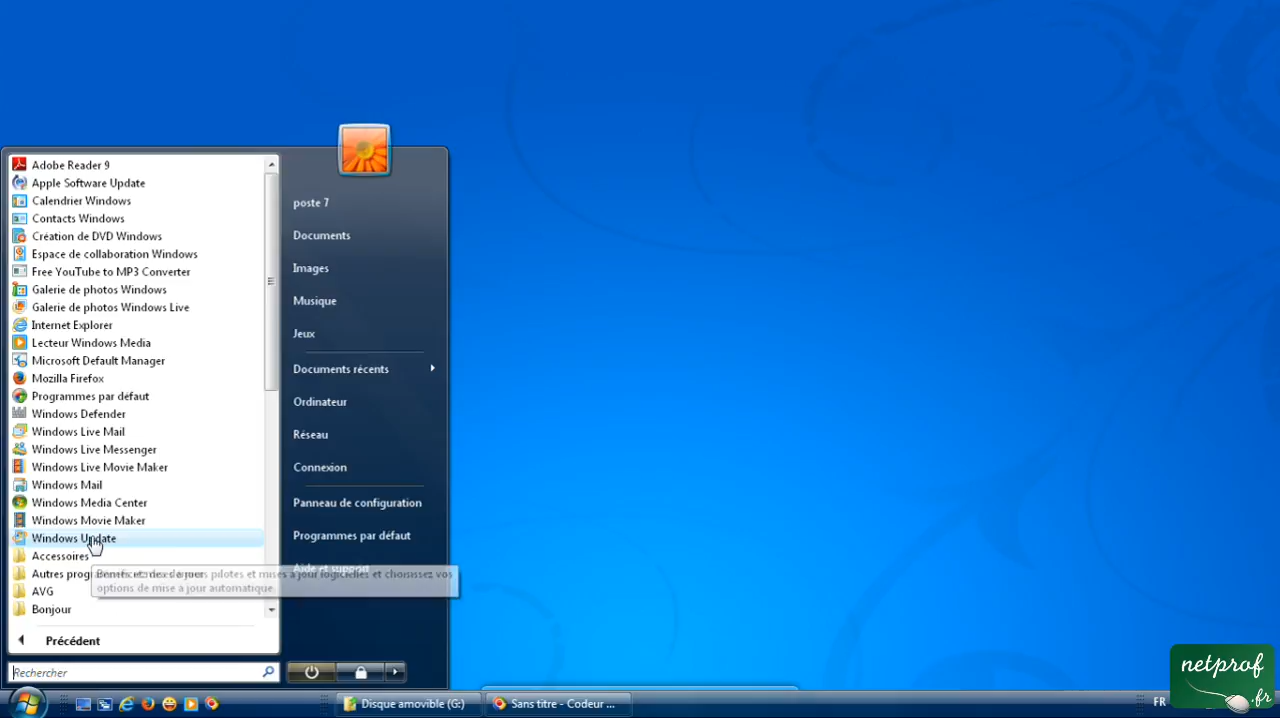 Adobe Reader 9
Apple Software Update
Calendrier Windows
Contacts Windows
Création de DVD Windows
Espace de collaboration Windows
Free YouTube to MP3 Converter
Galerie de photos Windows
Galerie de photos Windows Live
Internet Explorer
Lecteur Windows Media
Microsoft Default Manager
Mozilla Firefox
Programmes par défaut
Windows Defender
Windows Live Mail
Windows Live Messenger
Windows Live Movie Maker
Windows Mail
Windows Media Center
Windows Movie Maker
Windows Update
Accessoires
Autres
AVG
Bonjour
Précédent
Rechercher
poste 7
Documents
Images
Musique
Jeux
Documents récents
Ordinateur
Réseau
Connexion
Panneau de configuration
Programmes par défaut
Aide et support
pilotes et mises à jour logicielles et choisissez vos
options de mise à jour automatique.
Disque amovible (G:)
Sans titre - Codeur ...
FR
netprof
.fr